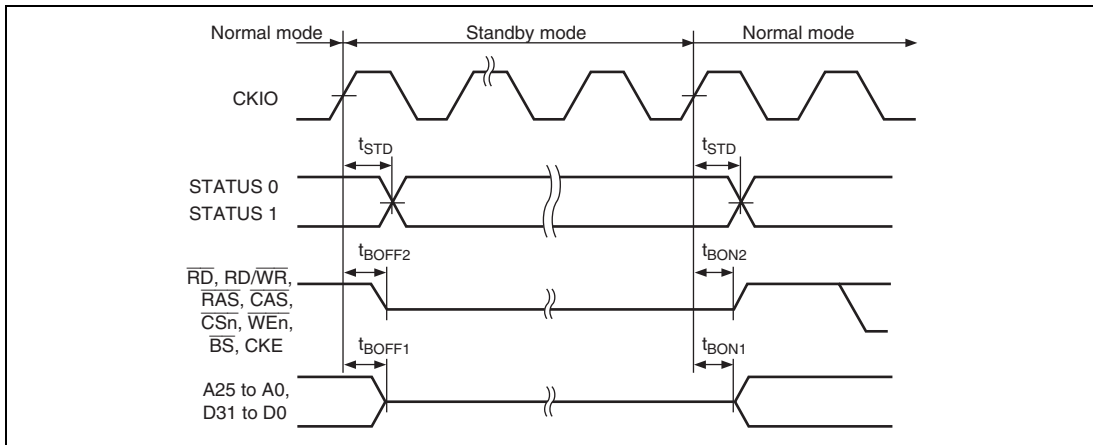 Normal mode
Standby mode
Normal mode
CKIO
tSTD
tSTD
STATUS 0
STATUS 1
tBOFF2
tBON2
RD, RD/WR,
RAS, CAS,
CSn, WEn,
BS, CKE
tBOFF1
tBON1
A25 to A0,
D31 to D0